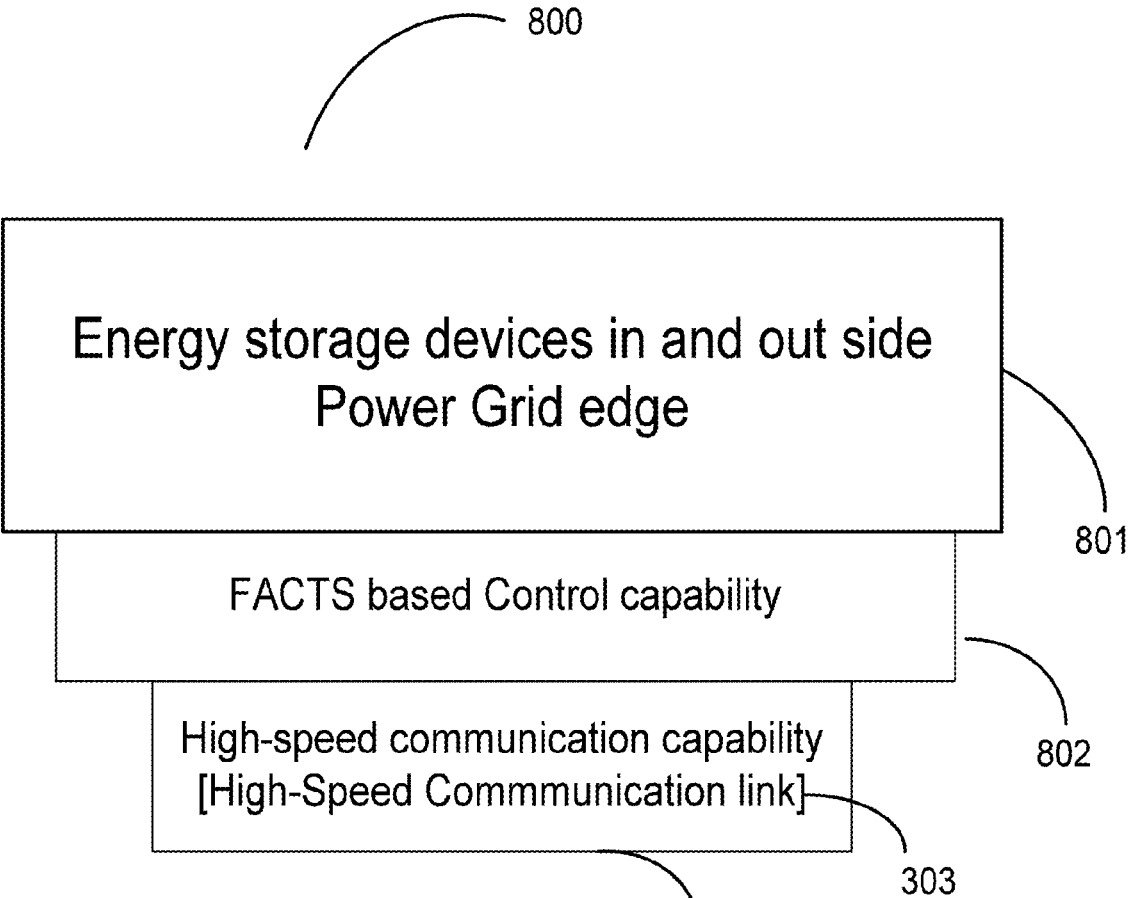 800
Energy storage devices in and out side
Power Grid edge
801
FACTS based Control capability
802
High-speed communication capability
[High-Speed Commmunication link]
303